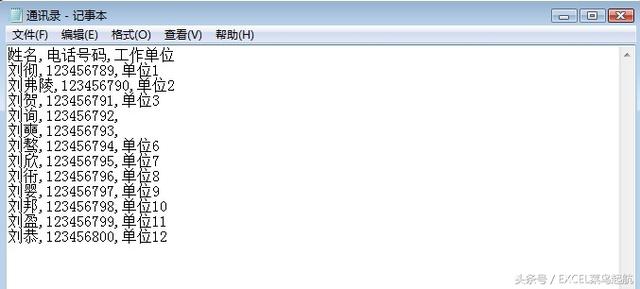 通讯录 - 记事本
文件(F) 编辑(E) 格式(O) 查看(V) 帮助(H)
姓名,电话号码,工作单位
刘彻,123456789,单位1
刘弗陵,123456790,单位2
刘贺,123456791,单位3
刘询,123456792,
刘奭,123456793,
刘骜,123456794,单位6
刘欣,123456795,单位7
刘衎,123456796,单位8
刘婴,123456797,单位9
刘邦,123456798,单位10
刘盈,123456799,单位11
刘恭,123456800,单位12
头条号 / EXCEL菜鸟起航